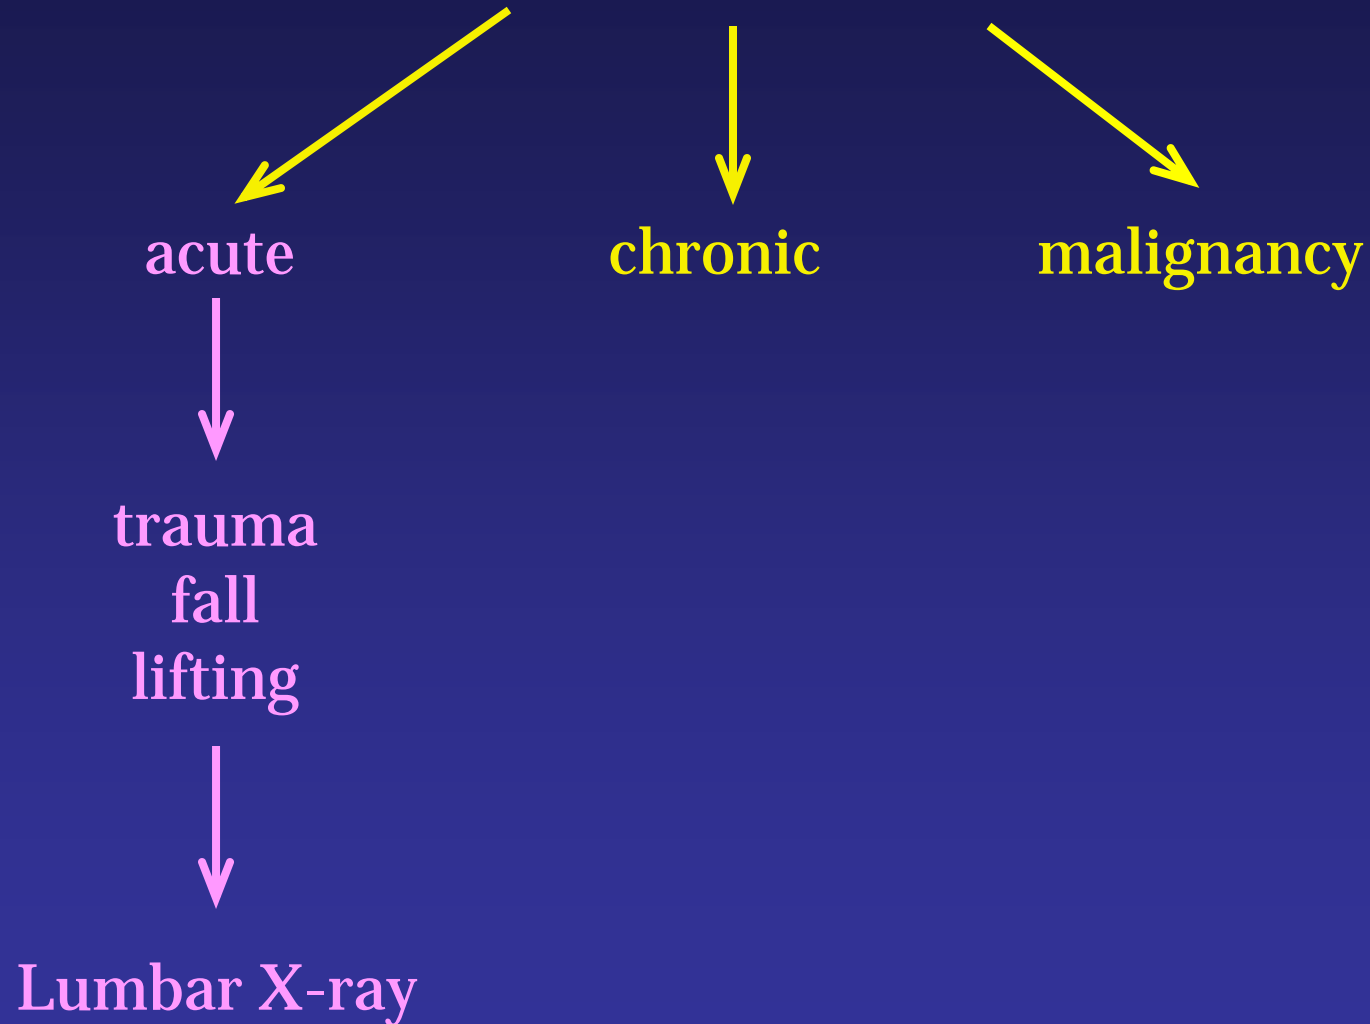 acute
chronic
malignancy
trauma
fall
lifting
Lumbar X-ray